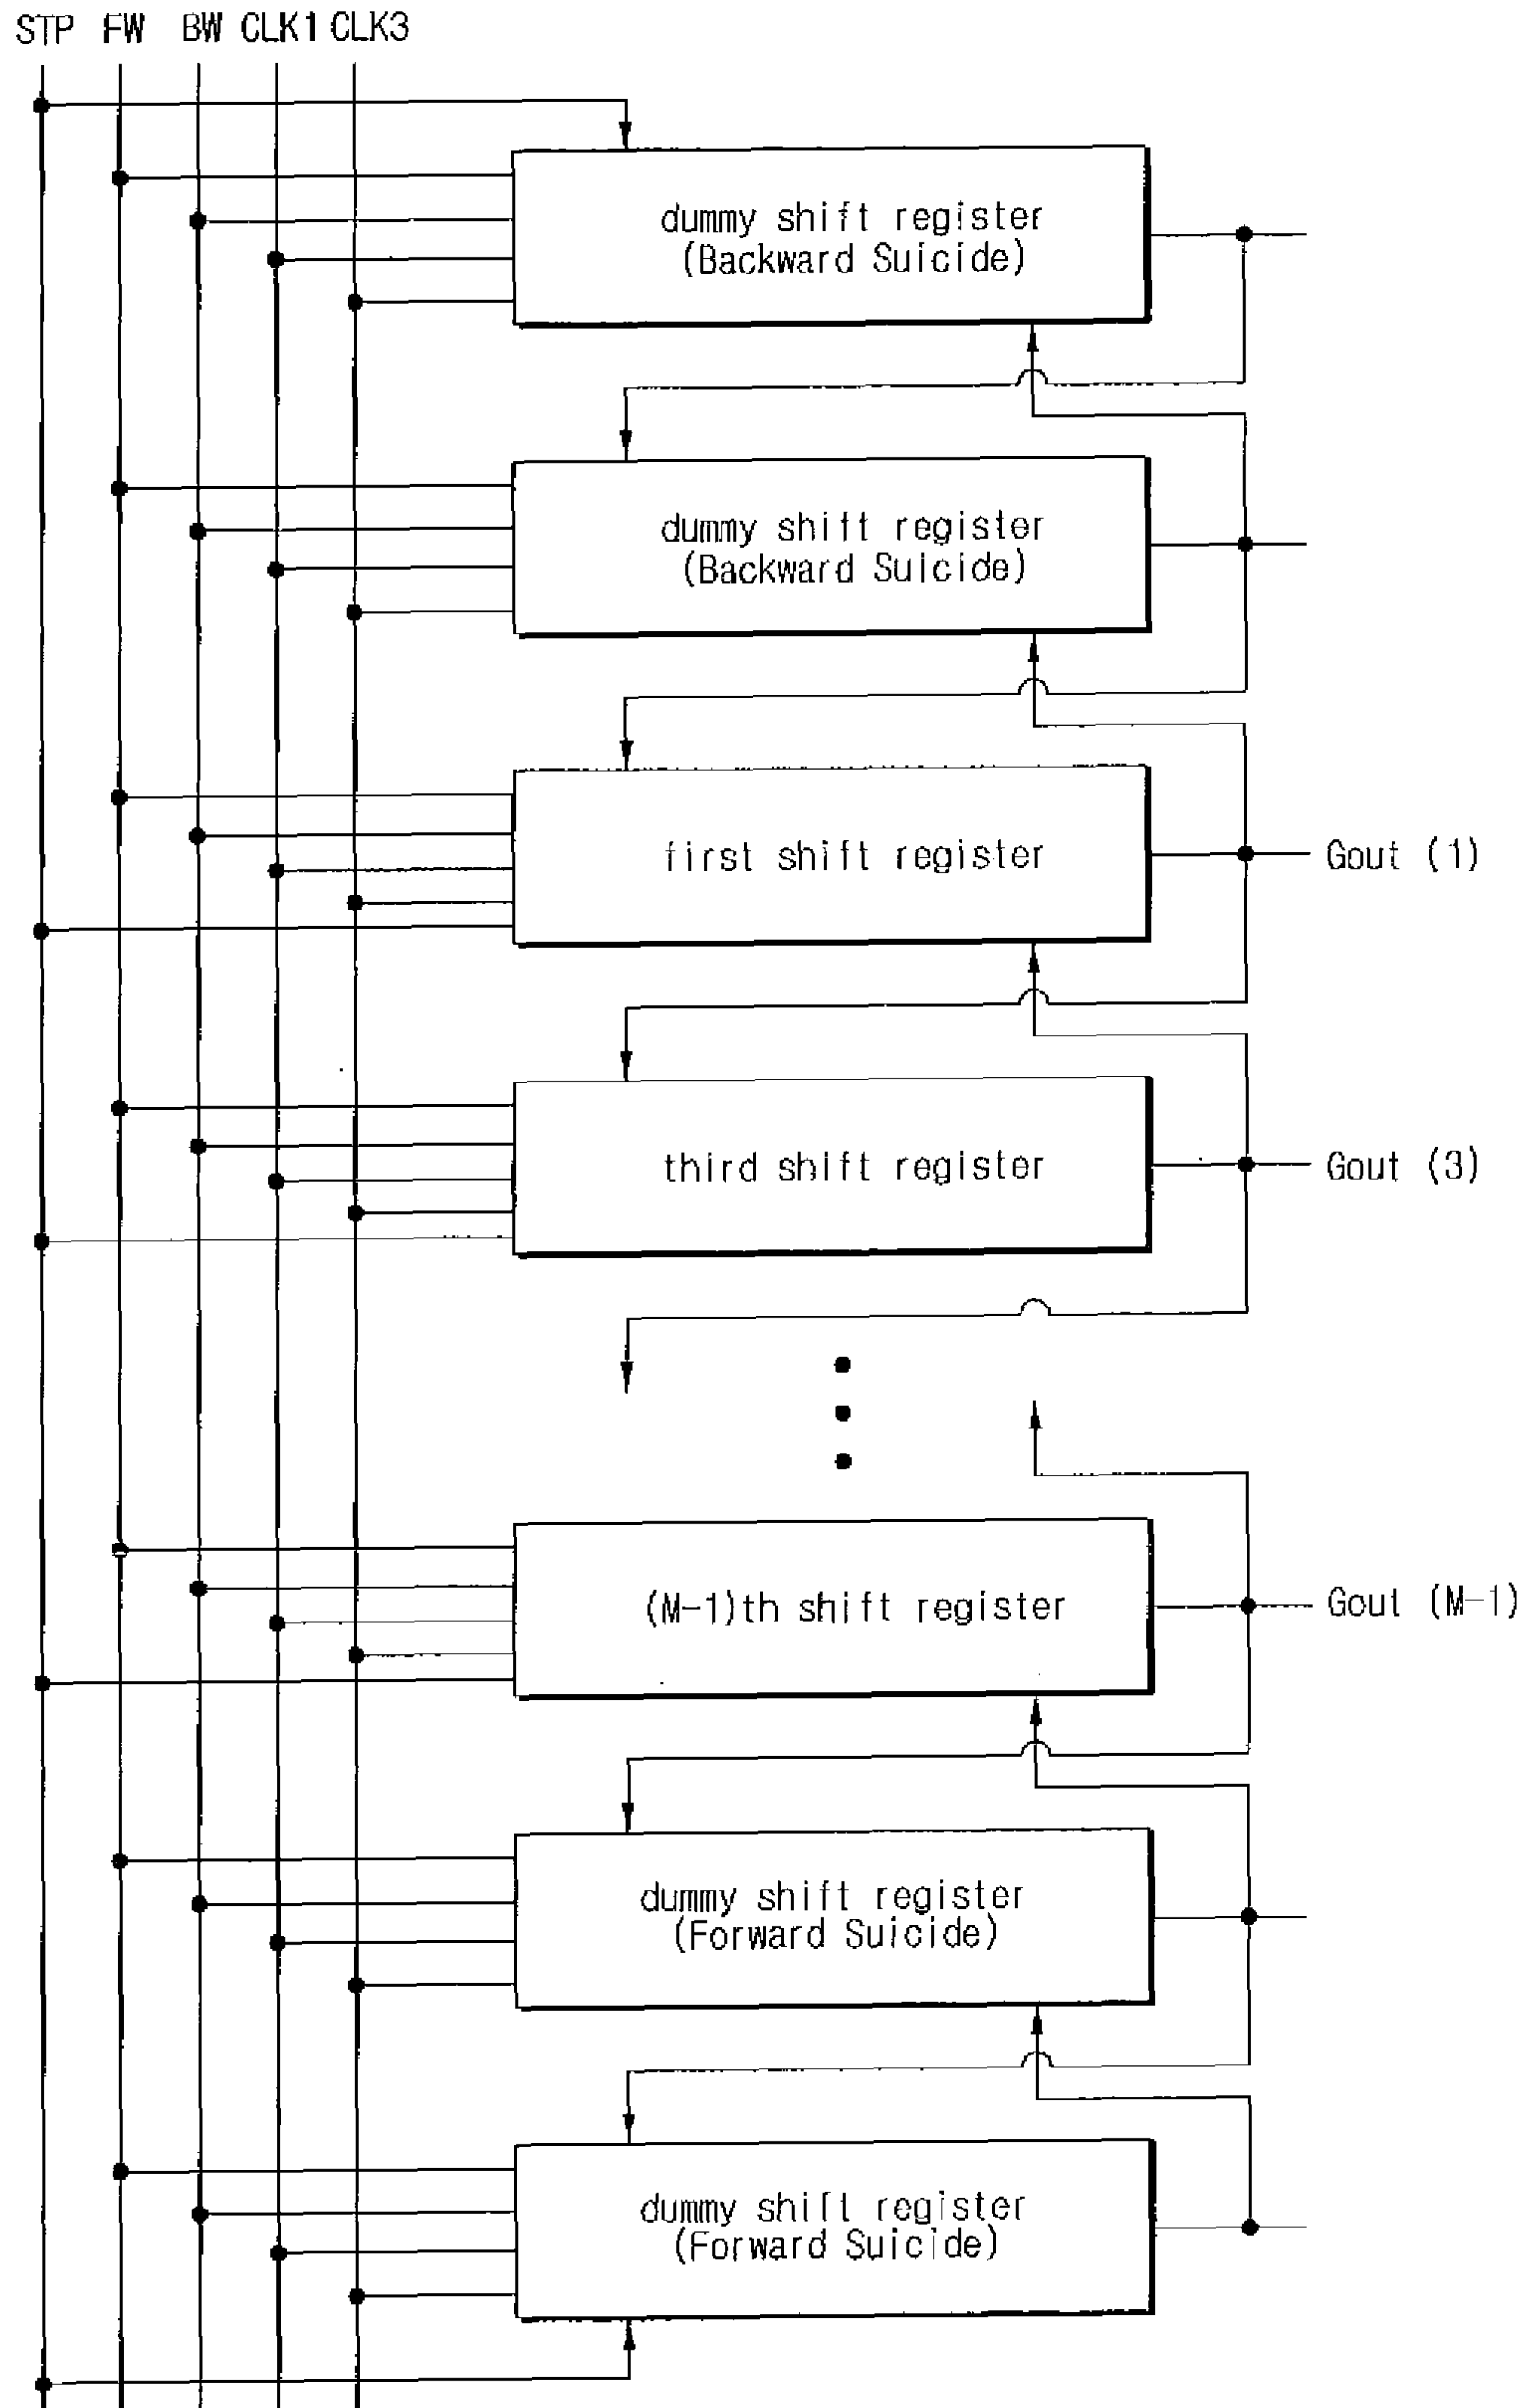 STP FW BW CLK1 CLK3
dummy shift register
(Backward Suicide)
dummy shift register
(Backward Suicide)
first shift register
Gout (1)
third shift register
Gout (3)
(M-1)th shift register
Gout (M-1)
dummy shift register
(Forward Suicide)
dummy shift register
(Forward Suicide)